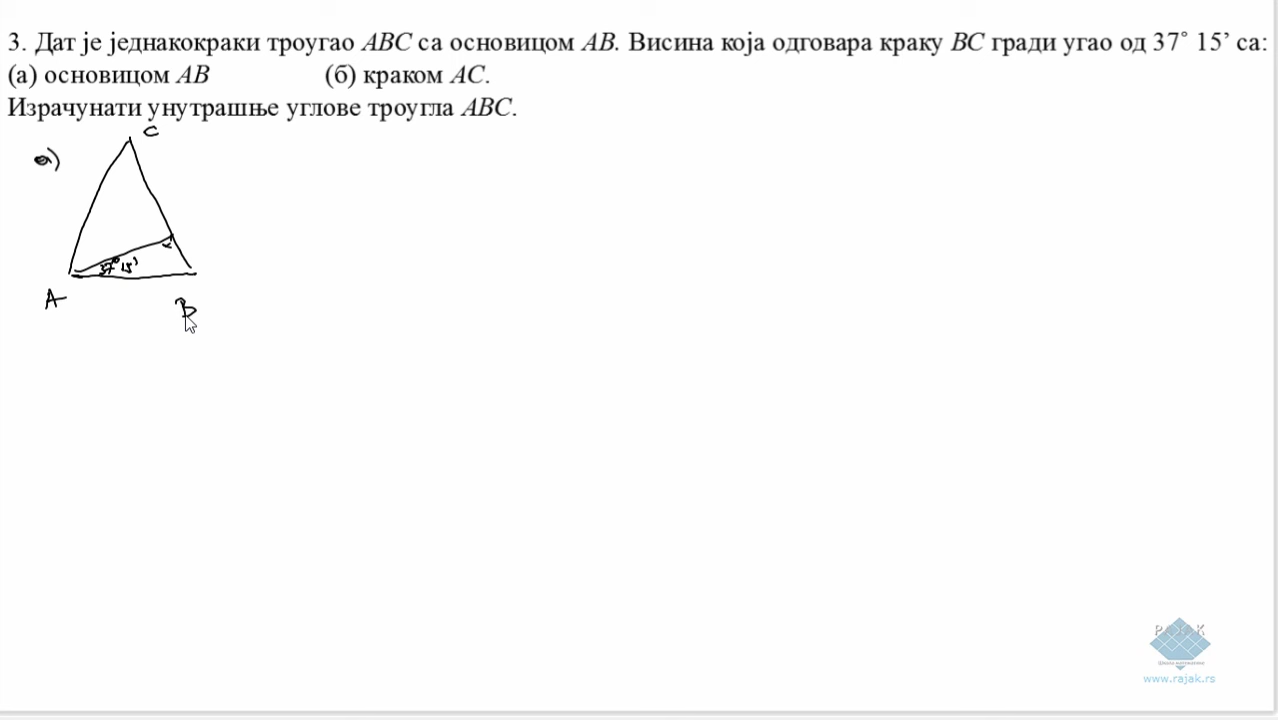 3. Дат је једнакокраки троугао ABC са основицом AB. Висина која одговара краку BC гради угао од 37˚ 15’ са:
(а) основицом AB (б) краком AC.
Израчунати унутрашње углове троугла ABC.
C
а)
37° 15'
A
B
РАЈАК
www.rajak.rs